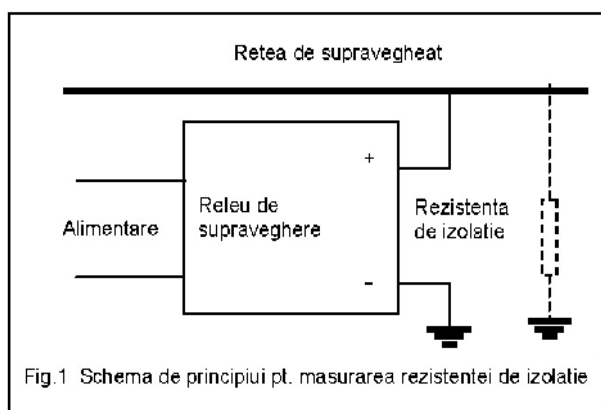 Retea de supravegheat
+
Releu de
supraveghere
Alimentare
Rezistenta
de izolatie
-
Fig.1 Schema de principiui pt. masurarea rezistentei de izolatie